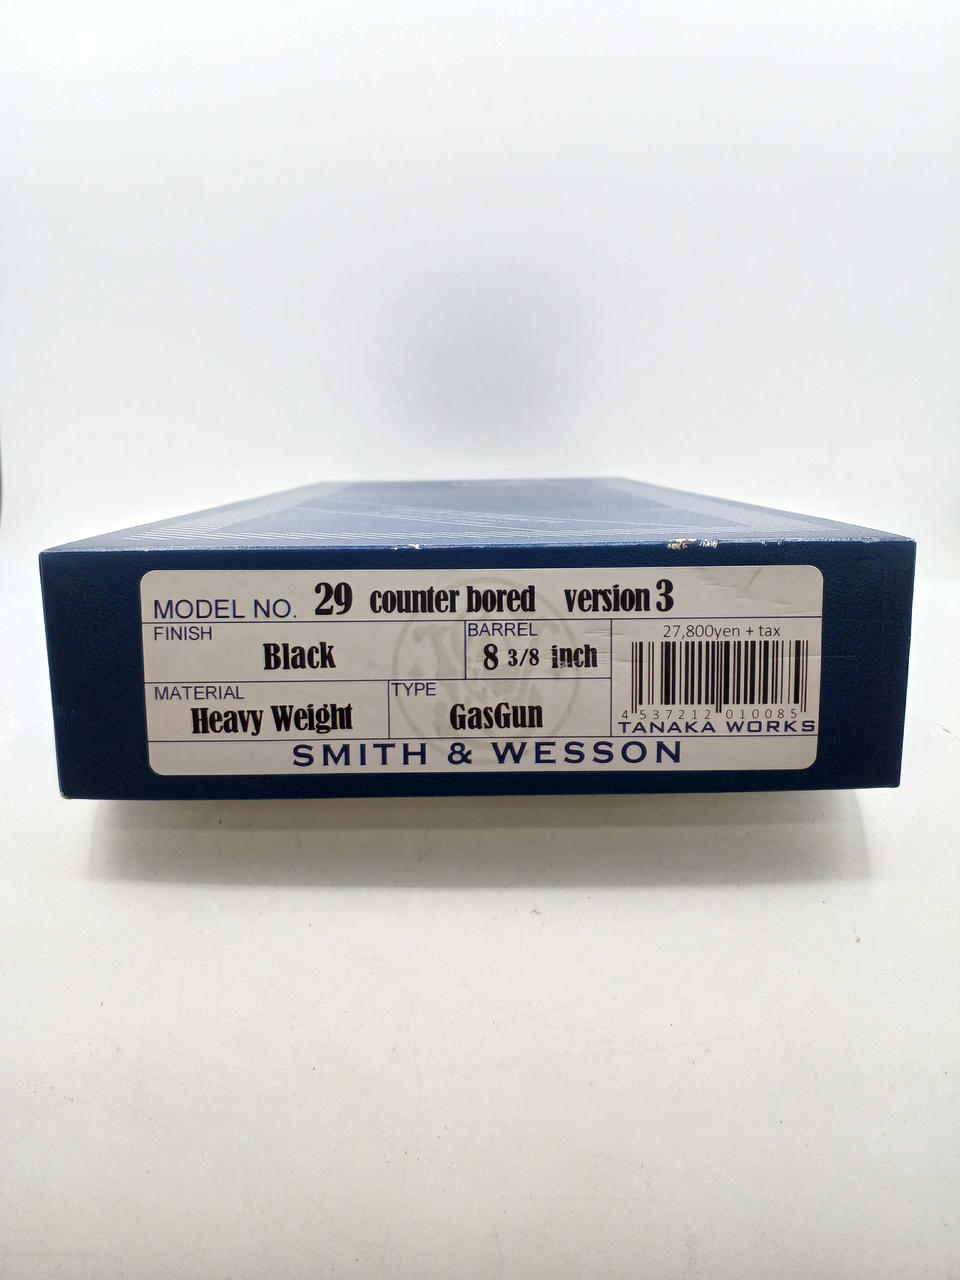 MODEL NO. 29 counter bored version 3
FINISH
Black
BARREL
8 3/8 inch
27,800yen + tax
MATERIAL
Heavy Weight
TYPE
GasGun
4 537212 010085
TANAKA WORKS
SMITH & WESSON